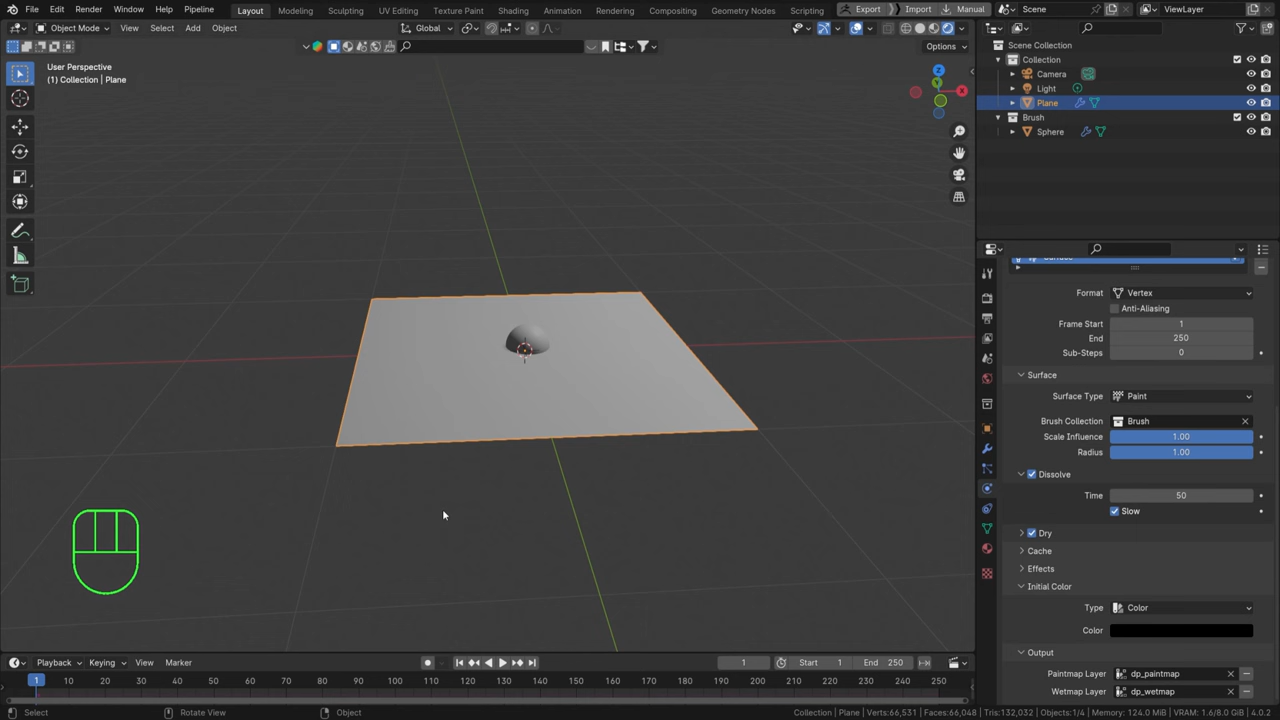 File Edit Render Window Help Pipeline Layout Modeling Sculpting UV Editing Texture Paint Shading Animation Rendering Compositing Geometry Nodes Scripting Export Import Manual Scene ViewLayer
Object Mode View Select Add Object Global
Options
User Perspective
(1) Collection | Plane
Z
Y
X
Scene Collection
Collection
Camera
Light
Plane
Brush
Sphere
Format Vertex
Anti-Aliasing
Frame Start 1
End 250
Sub-Steps 0
Surface
Surface Type Paint
Brush Collection Brush
Scale Influence 1.00
Radius 1.00
Dissolve
Time 50
Slow
Dry
Cache
Effects
Initial Color
Type Color
Color
Output
Paintmap Layer dp_paintmap
Wetmap Layer dp_wetmap
Playback Keying View Marker 1 Start 1 End 250
1 10 20 30 40 50 60 70 80 90 100 110 120 130 140 150 160 170 180 190 200 210 220 230 240 250
Select Rotate View Object Collection | Plane Verts:66,531 Faces:66,048 Tris:132,032 Objects:1/4 Memory: 124.0 MiB VRAM: 1.6/8.0 GiB 4.0.2